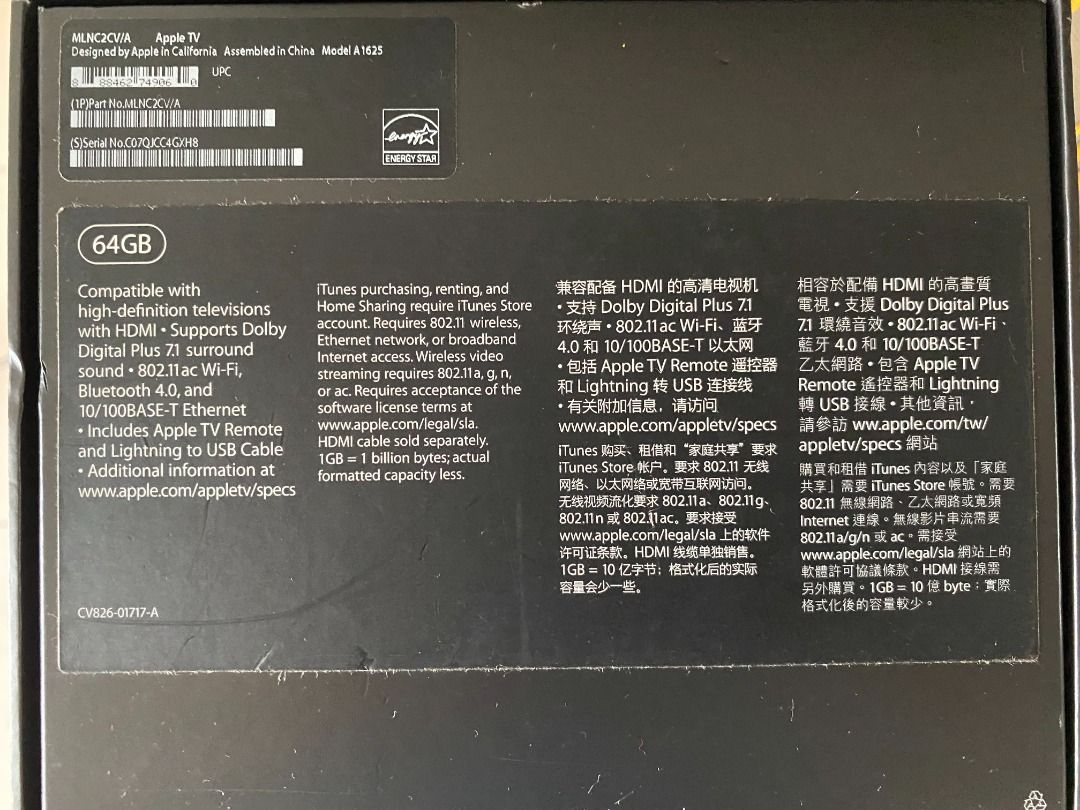 MLNC2CV/A Apple TV
Designed by Apple in California Assembled in China Model A1625
UPC
8 88462 74906 0
(1P)Part No.MLNC2CV/A
(S)Serial No.C07QJCC4GXH8
energy
ENERGY STAR
64GB
Compatible with
high-definition televisions
with HDMI • Supports Dolby
Digital Plus 7.1 surround
sound • 802.11ac Wi-Fi,
Bluetooth 4.0, and
10/100BASE-T Ethernet
• Includes Apple TV Remote
and Lightning to USB Cable
• Additional information at
www.apple.com/appletv/specs
CV826-01717-A
iTunes purchasing, renting, and
Home Sharing require iTunes Store
account. Requires 802.11 wireless,
Ethernet network, or broadband
Internet access. Wireless video
streaming requires 802.11a, g, n,
or ac. Requires acceptance of the
software license terms at
www.apple.com/legal/sla.
HDMI cable sold separately.
1GB = 1 billion bytes; actual
formatted capacity less.
兼容配备 HDMI 的高清电视机
• 支持 Dolby Digital Plus 7.1
环绕声 • 802.11ac Wi-Fi、蓝牙
4.0 和 10/100BASE-T 以太网
• 包括 Apple TV Remote 遥控器
和 Lightning 转 USB 连接线
• 有关附加信息，请访问
www.apple.com/appletv/specs
iTunes 购买、租借和“家庭共享”要求
iTunes Store 帐户。要求 802.11 无线
网络、以太网络或宽带互联网访问。
无线视频流化要求 802.11a、802.11g、
802.11n 或 802.11ac。要求接受
www.apple.com/legal/sla 上的软件
许可证条款。HDMI 线缆单独销售。
1GB = 10 亿字节；格式化后的实际
容量会少一些。
相容於配備 HDMI 的高畫質
電視 • 支援 Dolby Digital Plus
7.1 環繞音效 • 802.11ac Wi-Fi、
藍牙 4.0 和 10/100BASE-T
乙太網路 • 包含 Apple TV
Remote 遙控器和 Lightning
轉 USB 接線 • 其他資訊，
請參訪 www.apple.com/tw/
appletv/specs 網站
購買和租借 iTunes 內容以及「家庭
共享」需要 iTunes Store 帳號。需要
802.11 無線網路、乙太網路或寬頻
Internet 連線。無線影片串流需要
802.11a/g/n 或 ac。需接受
www.apple.com/legal/sla 網站上的
軟體許可協議條款。HDMI 接線需
另外購買。1GB = 10 億 byte；實際
格式化後的容量較少。